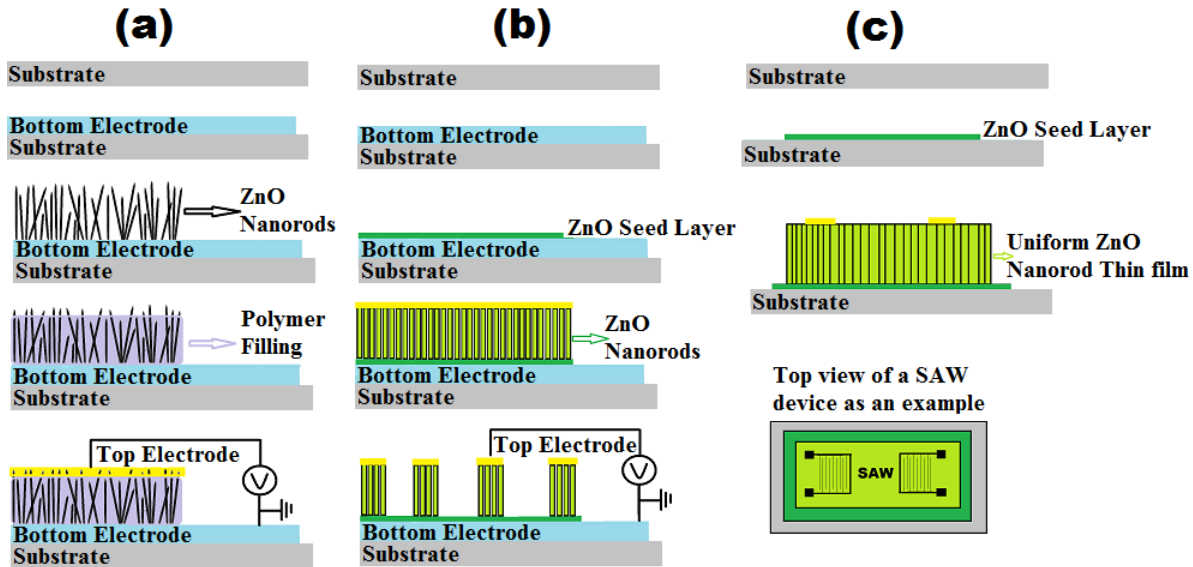 (a)
Substrate
Bottom Electrode
Substrate
ZnO
Nanorods
Bottom Electrode
Substrate
Polymer
Filling
Bottom Electrode
Substrate
Top Electrode
V
Bottom Electrode
Substrate
(b)
Substrate
Bottom Electrode
Substrate
ZnO Seed Layer
Bottom Electrode
Substrate
ZnO
Nanorods
Bottom Electrode
Substrate
Top Electrode
V
Bottom Electrode
Substrate
(c)
Substrate
ZnO Seed Layer
Substrate
Uniform ZnO
Nanorod Thin film
Substrate
Top view of a SAW
device as an example
SAW